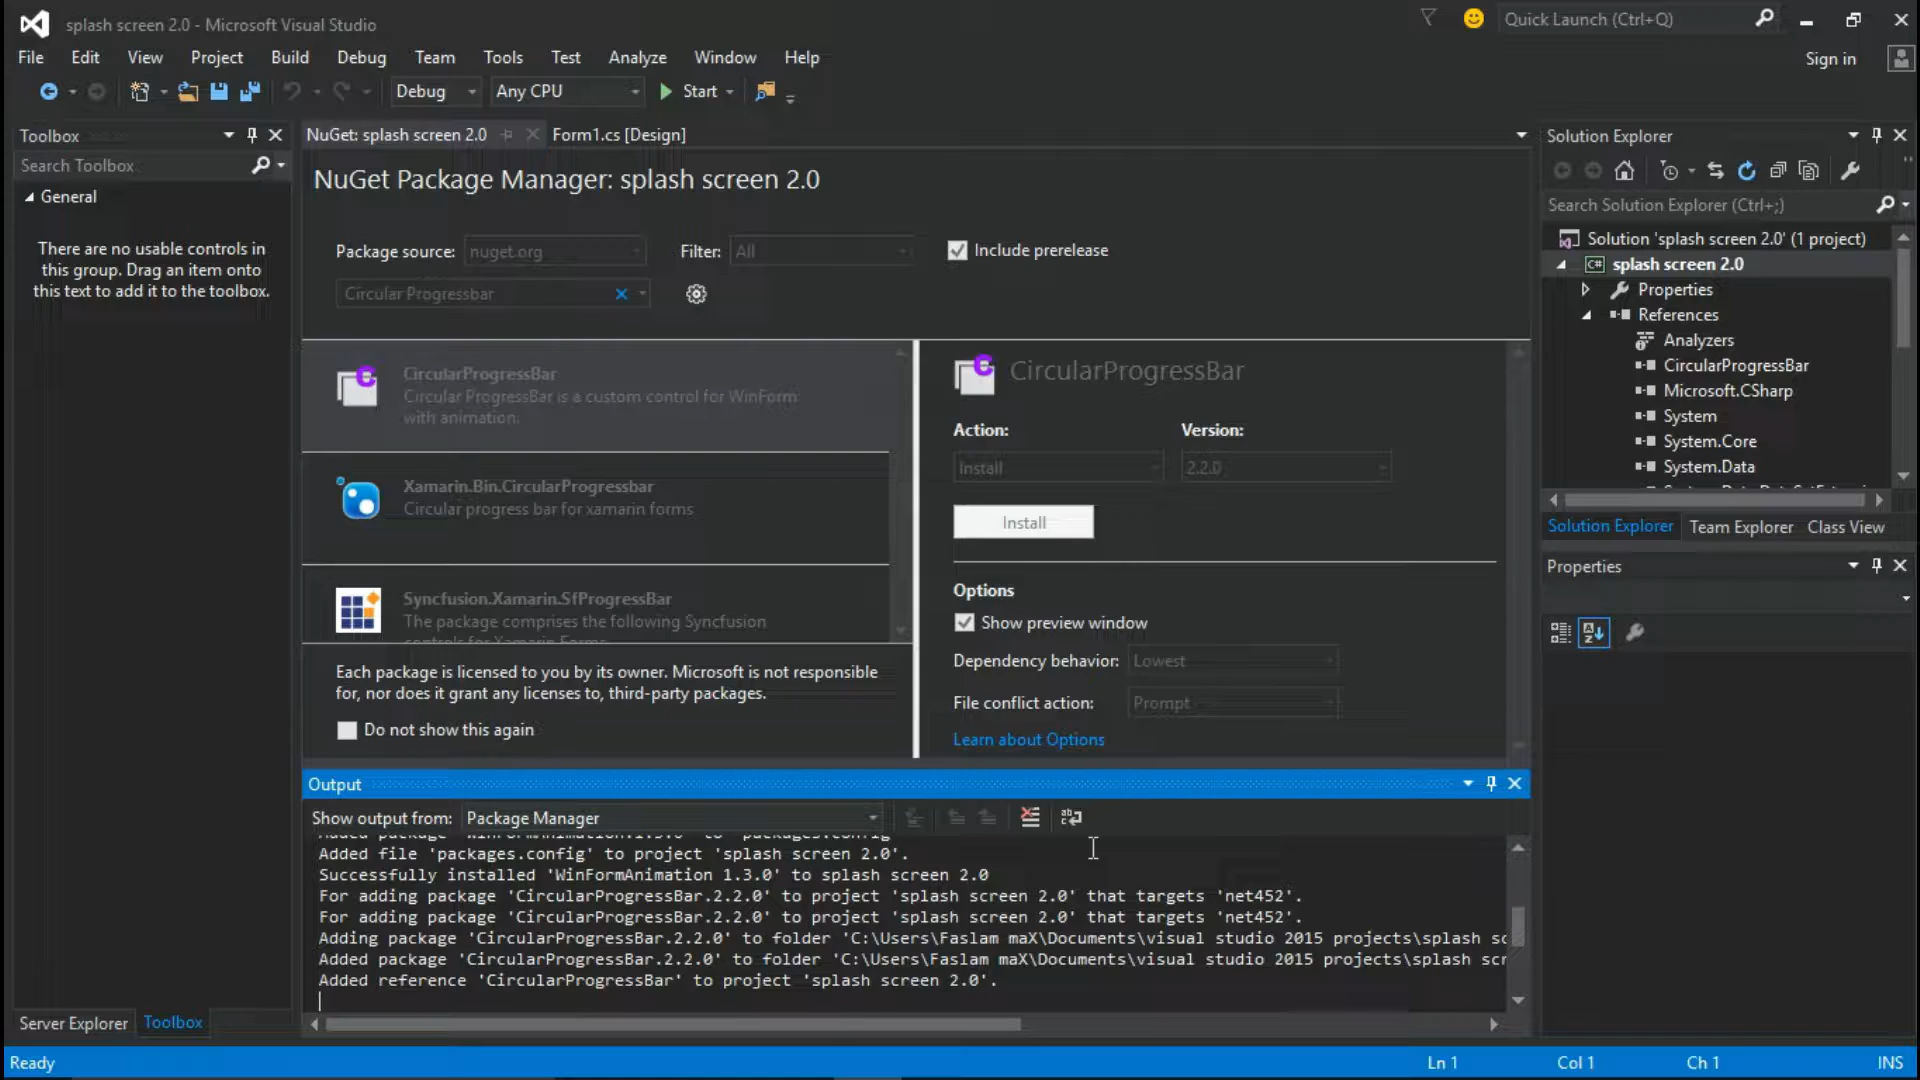 splash screen 2.0 - Microsoft Visual Studio
Quick Launch (Ctrl+Q)
File Edit View Project Build Debug Team Tools Test Analyze Window Help
Sign in
Debug Any CPU Start
Toolbox
Search Toolbox
General
There are no usable controls in
this group. Drag an item onto
this text to add it to the toolbox.
Server Explorer Toolbox
NuGet: splash screen 2.0 Form1.cs [Design]
NuGet Package Manager: splash screen 2.0
Package source: nuget.org Filter: All Include prerelease
Circular Progressbar
CircularProgressBar
Circular ProgressBar is a custom control for WinForm
with animation.
Xamarin.Bin.CircularProgressbar
Circular progress bar for xamarin forms
Syncfusion.Xamarin.SfProgressBar
The package comprises the following Syncfusion
controls for Xamarin.Forms
Each package is licensed to you by its owner. Microsoft is not responsible
for, nor does it grant any licenses to, third-party packages.
Do not show this again
CircularProgressBar
Action: Version:
Install 2.2.0
Install
Options
Show preview window
Dependency behavior: Lowest
File conflict action: Prompt
Learn about Options
Output
Show output from: Package Manager
Added package 'WinFormAnimation.1.3.0' to 'packages.config'
Added file 'packages.config' to project 'splash screen 2.0'.
Successfully installed 'WinFormAnimation 1.3.0' to splash screen 2.0
For adding package 'CircularProgressBar.2.2.0' to project 'splash screen 2.0' that targets 'net452'.
For adding package 'CircularProgressBar.2.2.0' to project 'splash screen 2.0' that targets 'net452'.
Adding package 'CircularProgressBar.2.2.0' to folder 'C:\Users\Faslam maX\Documents\visual studio 2015 projects\splash sc
Added package 'CircularProgressBar.2.2.0' to folder 'C:\Users\Faslam maX\Documents\visual studio 2015 projects\splash scr
Added reference 'CircularProgressBar' to project 'splash screen 2.0'.
Solution Explorer
Search Solution Explorer (Ctrl+;)
Solution 'splash screen 2.0' (1 project)
C# splash screen 2.0
Properties
References
Analyzers
CircularProgressBar
Microsoft.CSharp
System
System.Core
System.Data
Solution Explorer Team Explorer Class View
Properties
Ready Ln 1 Col 1 Ch 1 INS